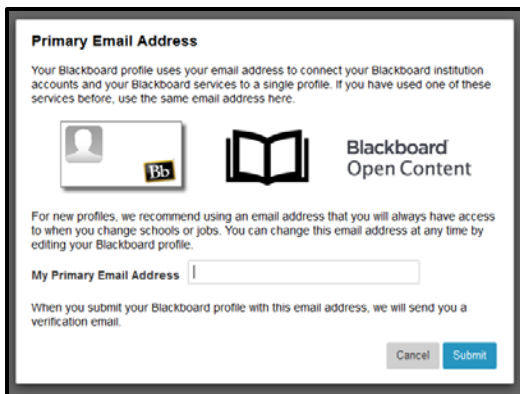 Primary Email Address
Your Blackboard profile uses your email address to connect your Blackboard institution
accounts and your Blackboard services to a single profile. If you have used one of these
services before, use the same email address here.
Bb
Blackboard
Open Content
For new profiles, we recommend using an email address that you will always have access
to when you change schools or jobs. You can change this email address at any time by
editing your Blackboard profile.
My Primary Email Address
When you submit your Blackboard profile with this email address, we will send you a
verification email.
Cancel Submit